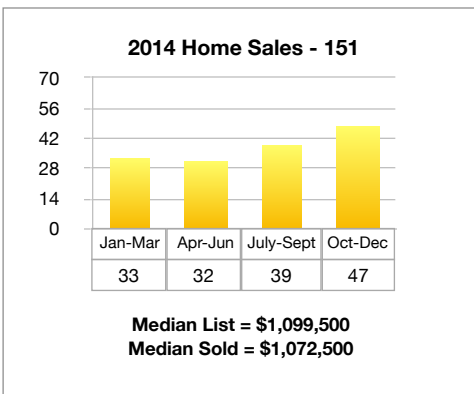 2014 Home Sales - 151
70
56
42
28
14
0
Jan-Mar Apr-Jun July-Sept Oct-Dec
33 32 39 47
Median List = $1,099,500
Median Sold = $1,072,500